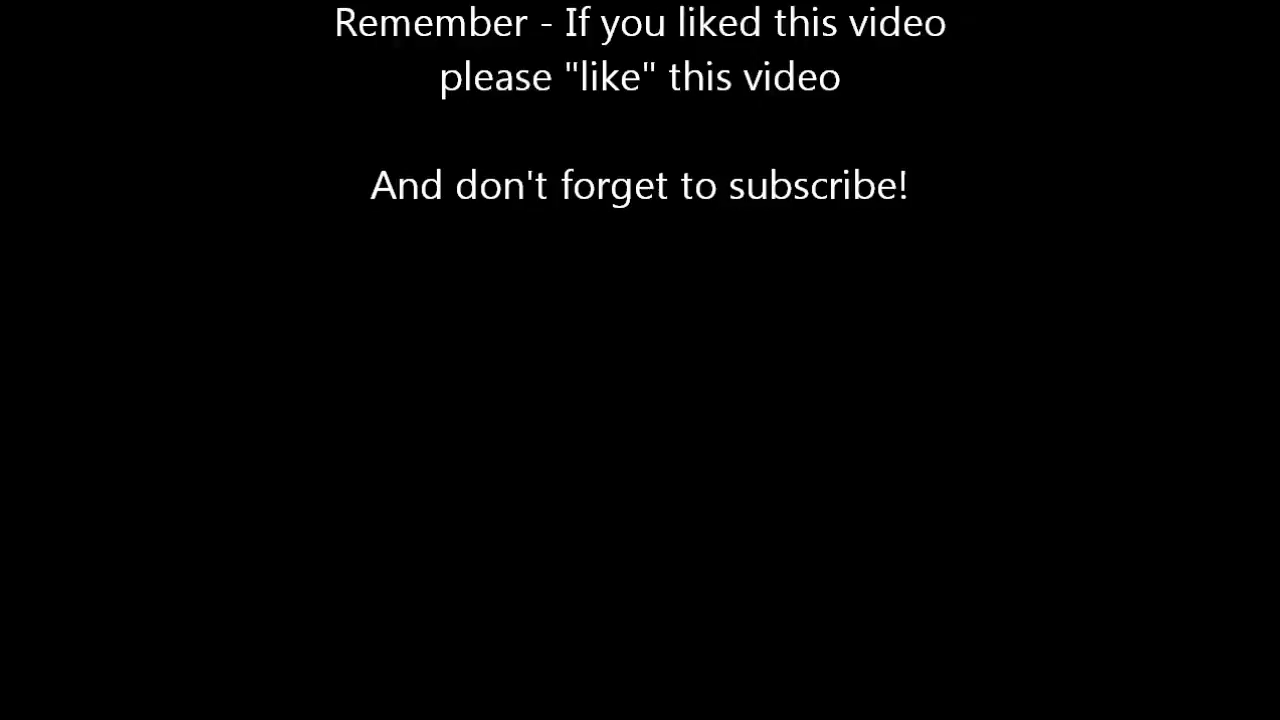 Remember - If you liked this video
please "like" this video
And don't forget to subscribe!